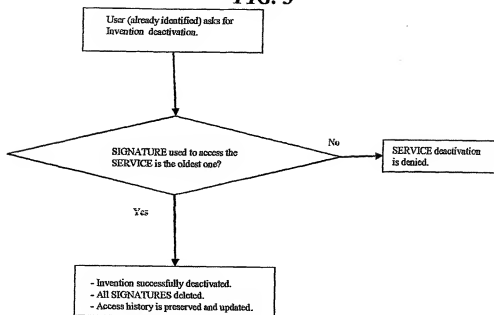 User (already identified) asks for
Invention deactivation.
SIGNATURE used to access the
SERVICE is the oldest one?
No
SERVICE deactivation
is denied.
Yes
- Invention successfully deactivated.
- All SIGNATURES deleted.
- Access history is preserved and updated.